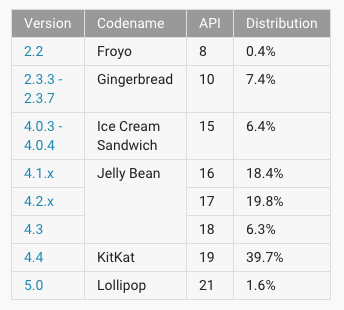 Version Codename API Distribution
2.2 Froyo 8 0.4%
2.3.3 - Gingerbread 10 7.4%
2.3.7
4.0.3 - Ice Cream 15 6.4%
4.0.4 Sandwich
4.1.x Jelly Bean 16 18.4%
4.2.x 17 19.8%
4.3 18 6.3%
4.4 KitKat 19 39.7%
5.0 Lollipop 21 1.6%